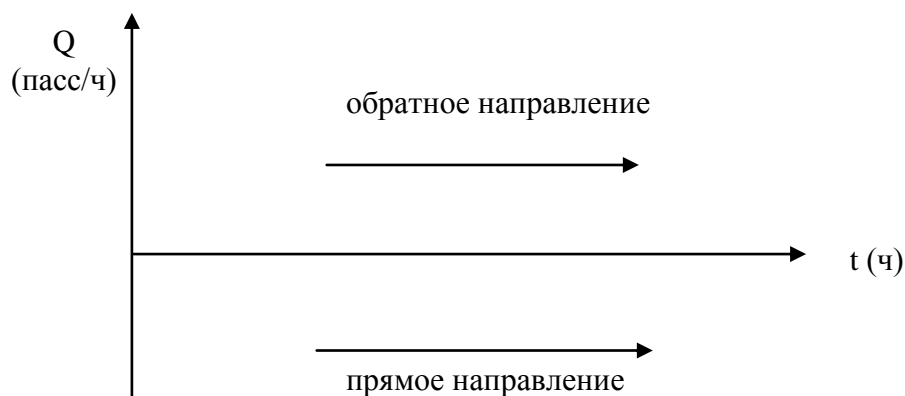 Q
(пасс/ч)
обратное направление
t (ч)
прямое направление